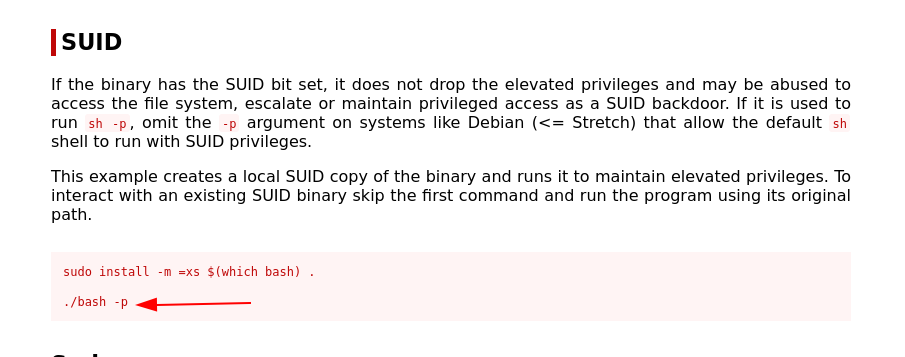 SUID
If the binary has the SUID bit set, it does not drop the elevated privileges and may be abused to
access the file system, escalate or maintain privileged access as a SUID backdoor. If it is used to
run sh -p, omit the -p argument on systems like Debian (<= Stretch) that allow the default sh
shell to run with SUID privileges.
This example creates a local SUID copy of the binary and runs it to maintain elevated privileges. To
interact with an existing SUID binary skip the first command and run the program using its original
path.
sudo install -m =xs $(which bash) .
./bash -p